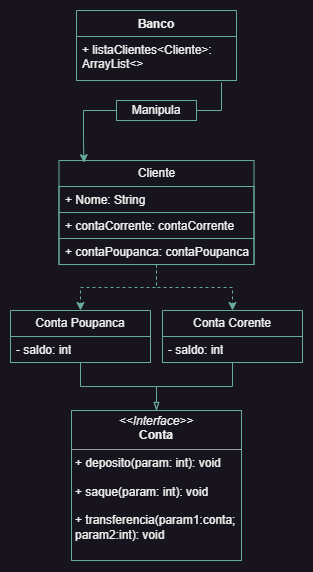 Banco
+ listaClientes<Cliente>:
ArrayList<>
Manipula
Cliente
+ Nome: String
+ contaCorrente: contaCorrente
+ contaPoupanca: contaPoupanca
Conta Poupanca
- saldo: int
Conta Corente
- saldo: int
<<Interface>>
Conta
+ deposito(param: int): void
+ saque(param: int): void
+ transferencia(param1:conta;
param2:int): void